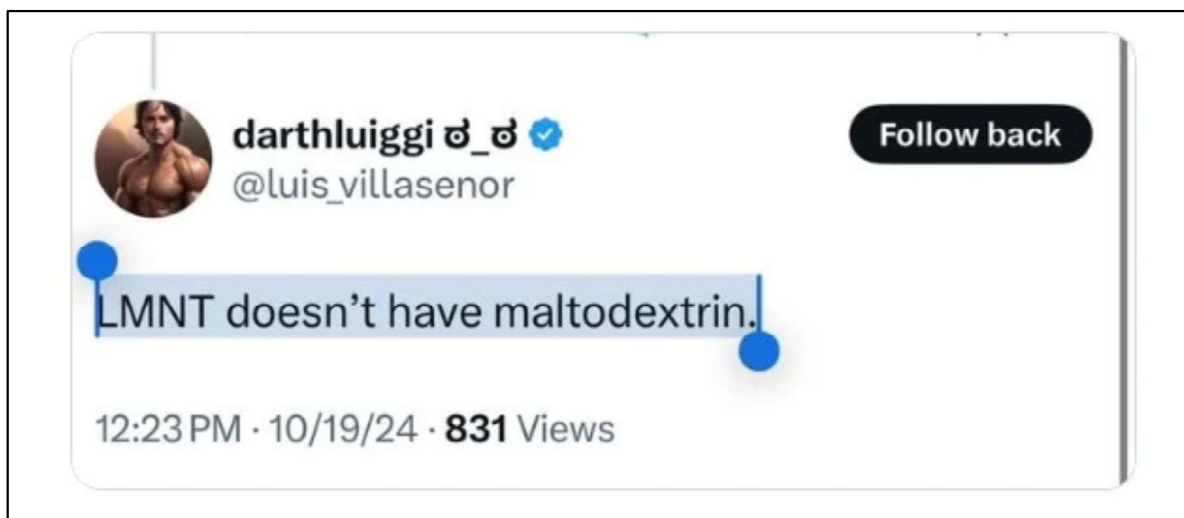 darthluiggi ಠ_ಠ
Follow back
@luis_villasenor
LMNT doesn’t have maltodextrin.
12:23 PM · 10/19/24 · 831 Views